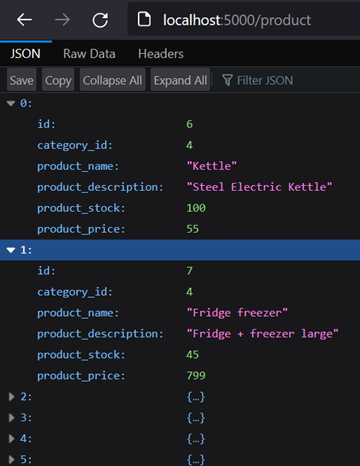 localhost:5000/product
JSON Raw Data Headers
Save Copy Collapse All Expand All Filter JSON
0:
id: 6
category_id: 4
product_name: "Kettle"
product_description: "Steel Electric Kettle"
product_stock: 100
product_price: 55
1:
id: 7
category_id: 4
product_name: "Fridge freezer"
product_description: "Fridge + freezer large"
product_stock: 45
product_price: 799
2: {…}
3: {…}
4: {…}
5: {…}